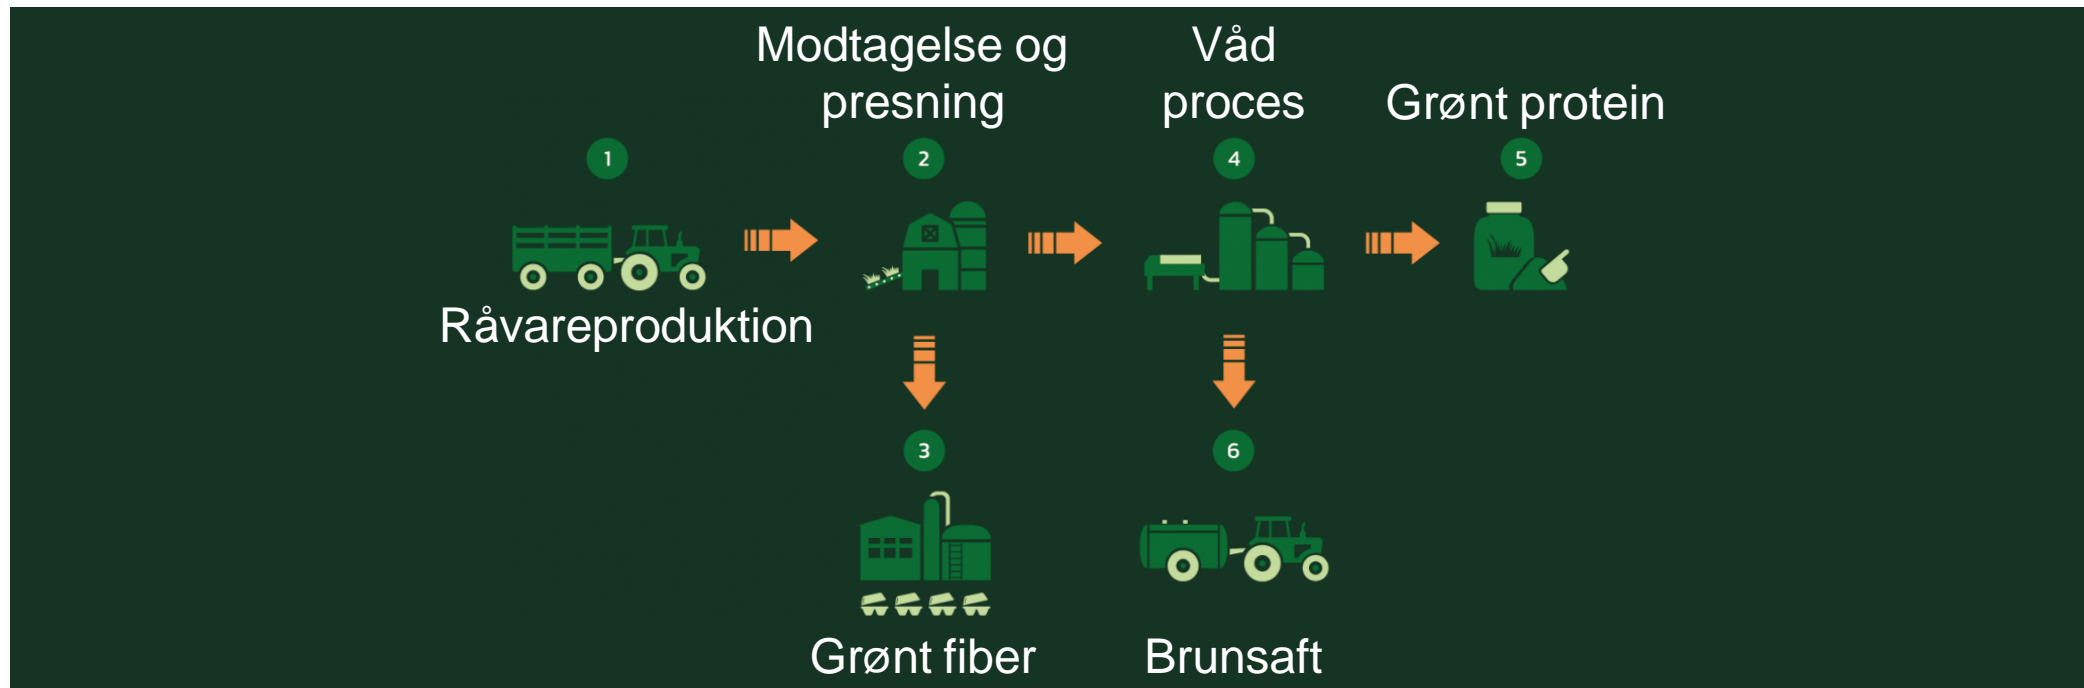 Modtagelse og
presning
Våd
proces
Grønt protein
1
2
4
5
Råvareproduktion
3
6
Grønt fiber
Brunsaft